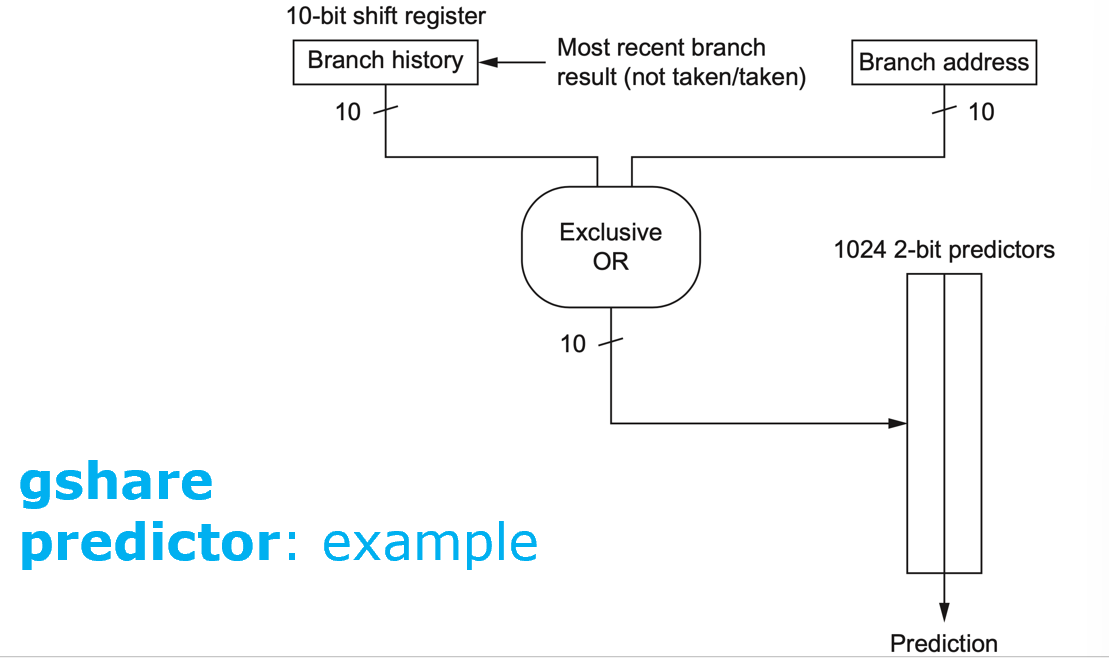 10-bit shift register
Branch history
Most recent branch
result (not taken/taken)
Branch address
10
10
Exclusive
OR
1024 2-bit predictors
10
gshare
predictor: example
Prediction